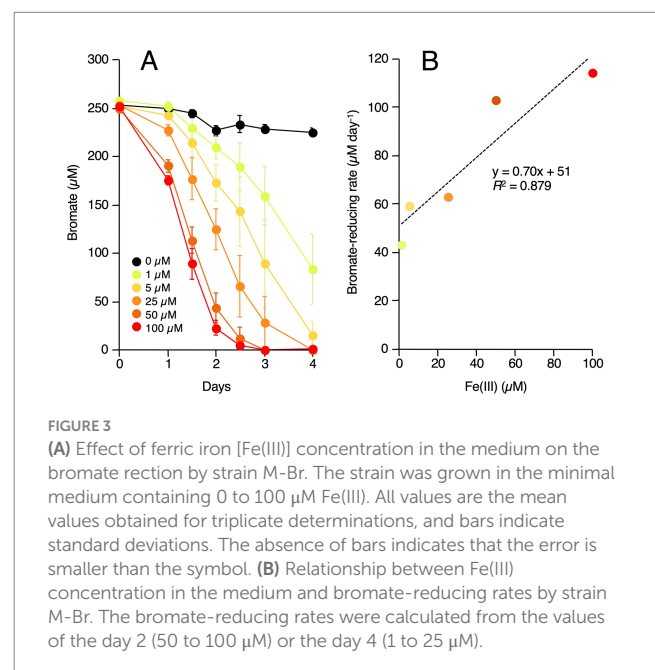 A
B
300
250
200
150
100
50
0
Bromate (µM)
0 µM
1 µM
5 µM
25 µM
50 µM
100 µM
0 1 2 3 4
Days
120
100
80
60
40
20
0
Bromate-reducing rate (µM day⁻¹)
y = 0.70x + 51
R² = 0.879
0 20 40 60 80 100
Fe(III) (µM)
FIGURE 3
(A) Effect of ferric iron [Fe(III)] concentration in the medium on the
bromate rection by strain M-Br. The strain was grown in the minimal
medium containing 0 to 100 µM Fe(III). All values are the mean
values obtained for triplicate determinations, and bars indicate
standard deviations. The absence of bars indicates that the error is
smaller than the symbol. (B) Relationship between Fe(III)
concentration in the medium and bromate-reducing rates by strain
M-Br. The bromate-reducing rates were calculated from the values
of the day 2 (50 to 100 µM) or the day 4 (1 to 25 µM).